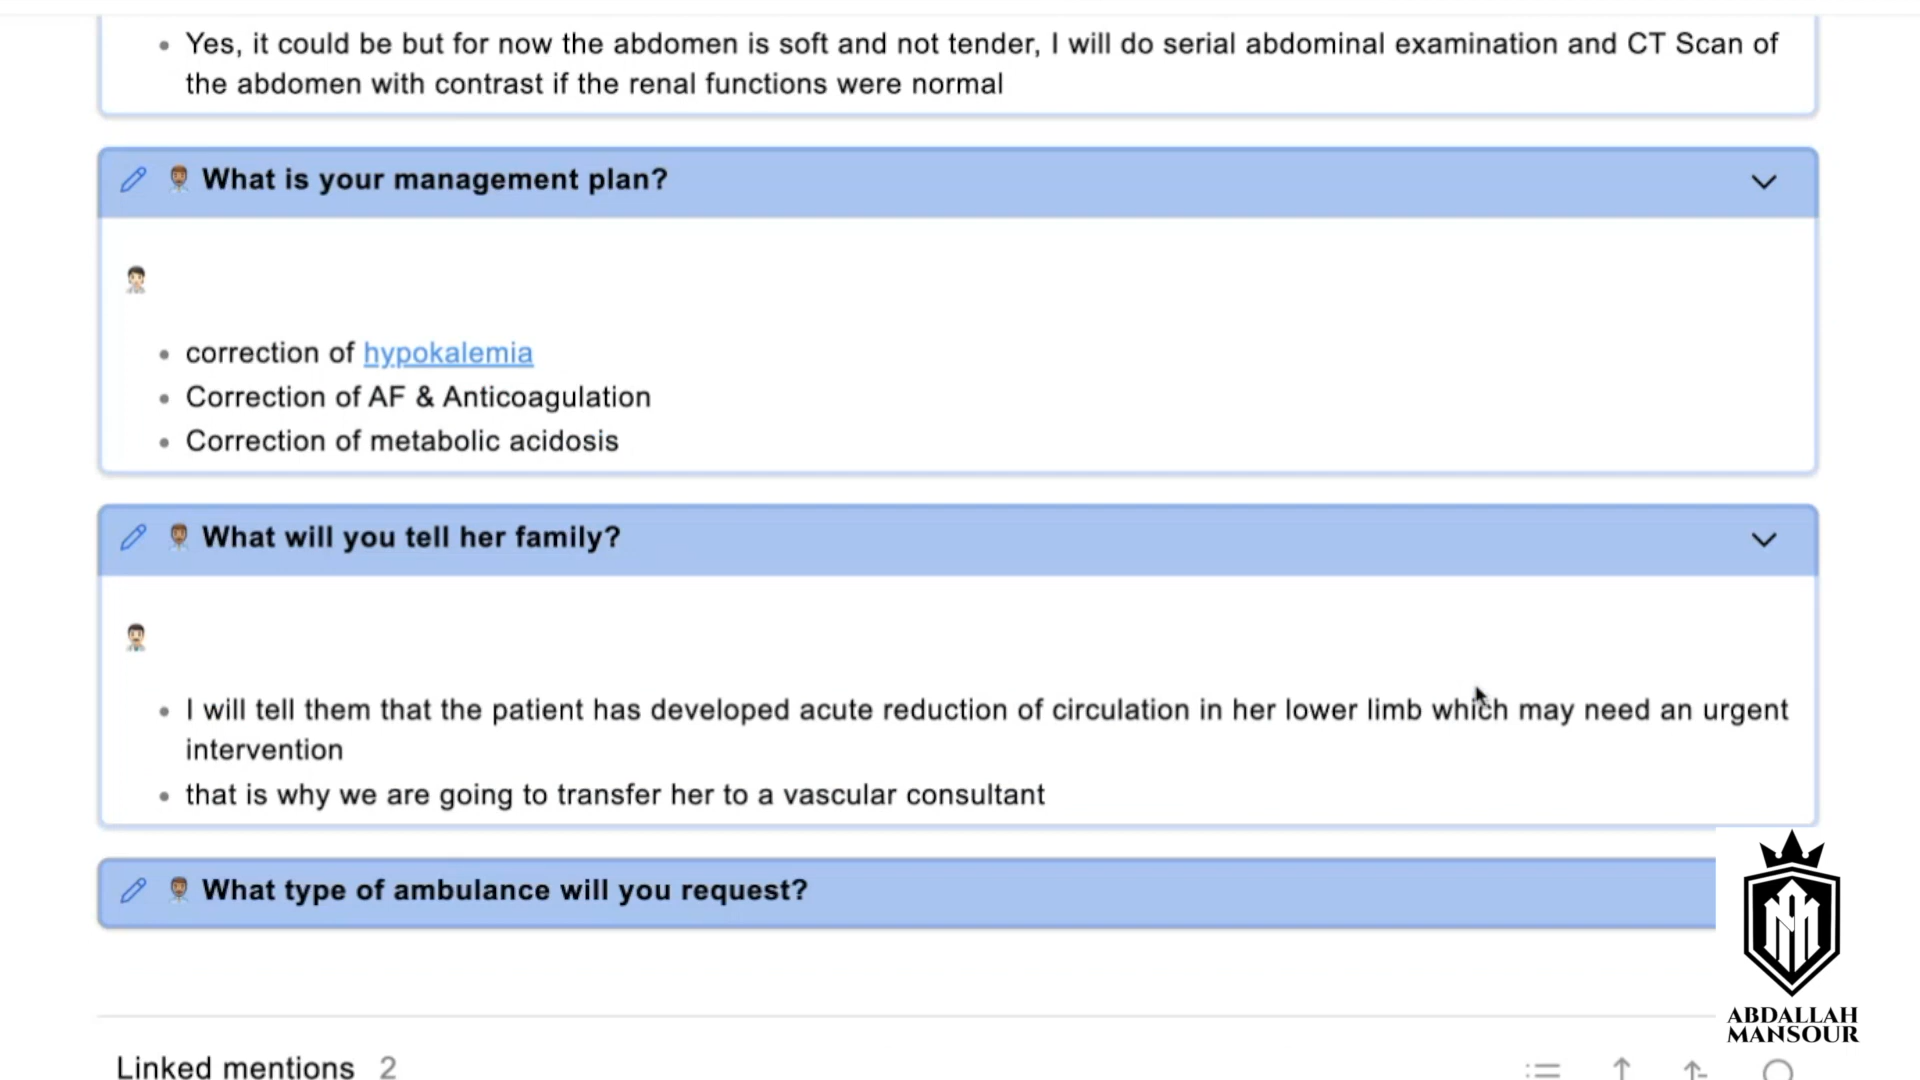 Yes, it could be but for now the abdomen is soft and not tender, I will do serial abdominal examination and CT Scan of
the abdomen with contrast if the renal functions were normal
What is your management plan?
correction of hypokalemia
Correction of AF & Anticoagulation
Correction of metabolic acidosis
What will you tell her family?
I will tell them that the patient has developed acute reduction of circulation in her lower limb which may need an urgent
intervention
that is why we are going to transfer her to a vascular consultant
What type of ambulance will you request?
ABDALLAH
MANSOUR
Linked mentions 2